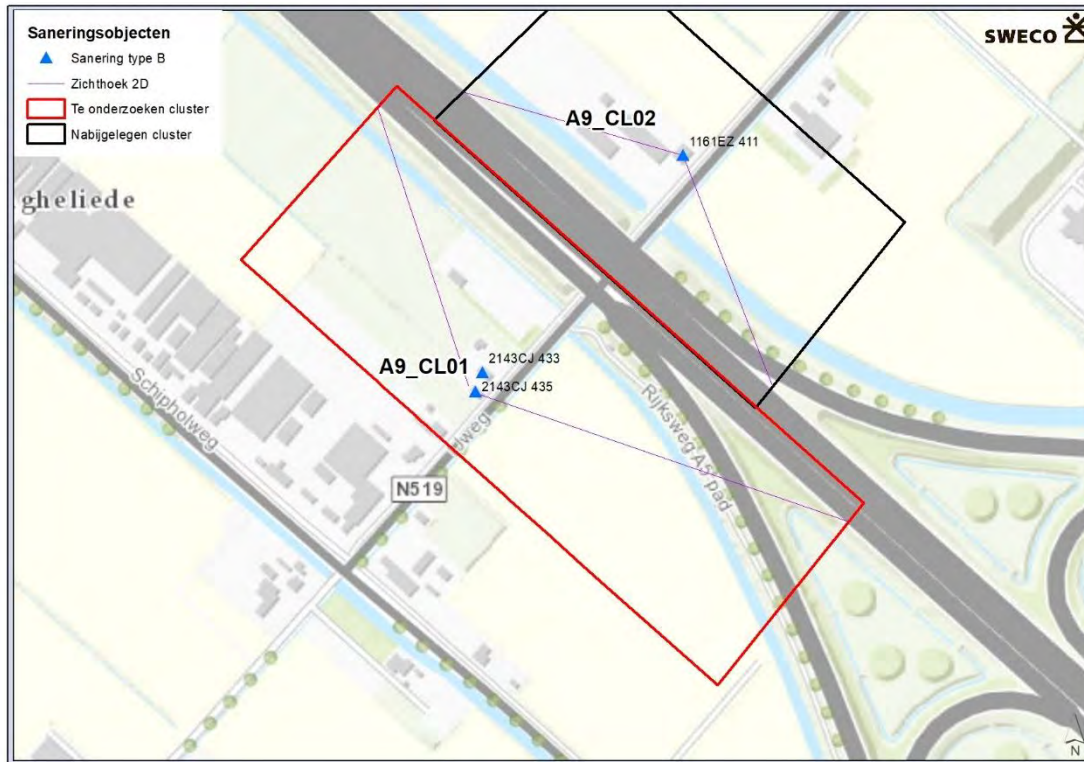 Saneringsobjecten
Sanering type B
Zichthoek 2D
Te onderzoeken cluster
Nabijgelegen cluster
SWECO
A9_CL02
1161EZ 411
gheliede
A9_CL01
2143CJ 433
2143CJ 435
Schipholweg
dweg
Rijksweg A5 pad
N519
N